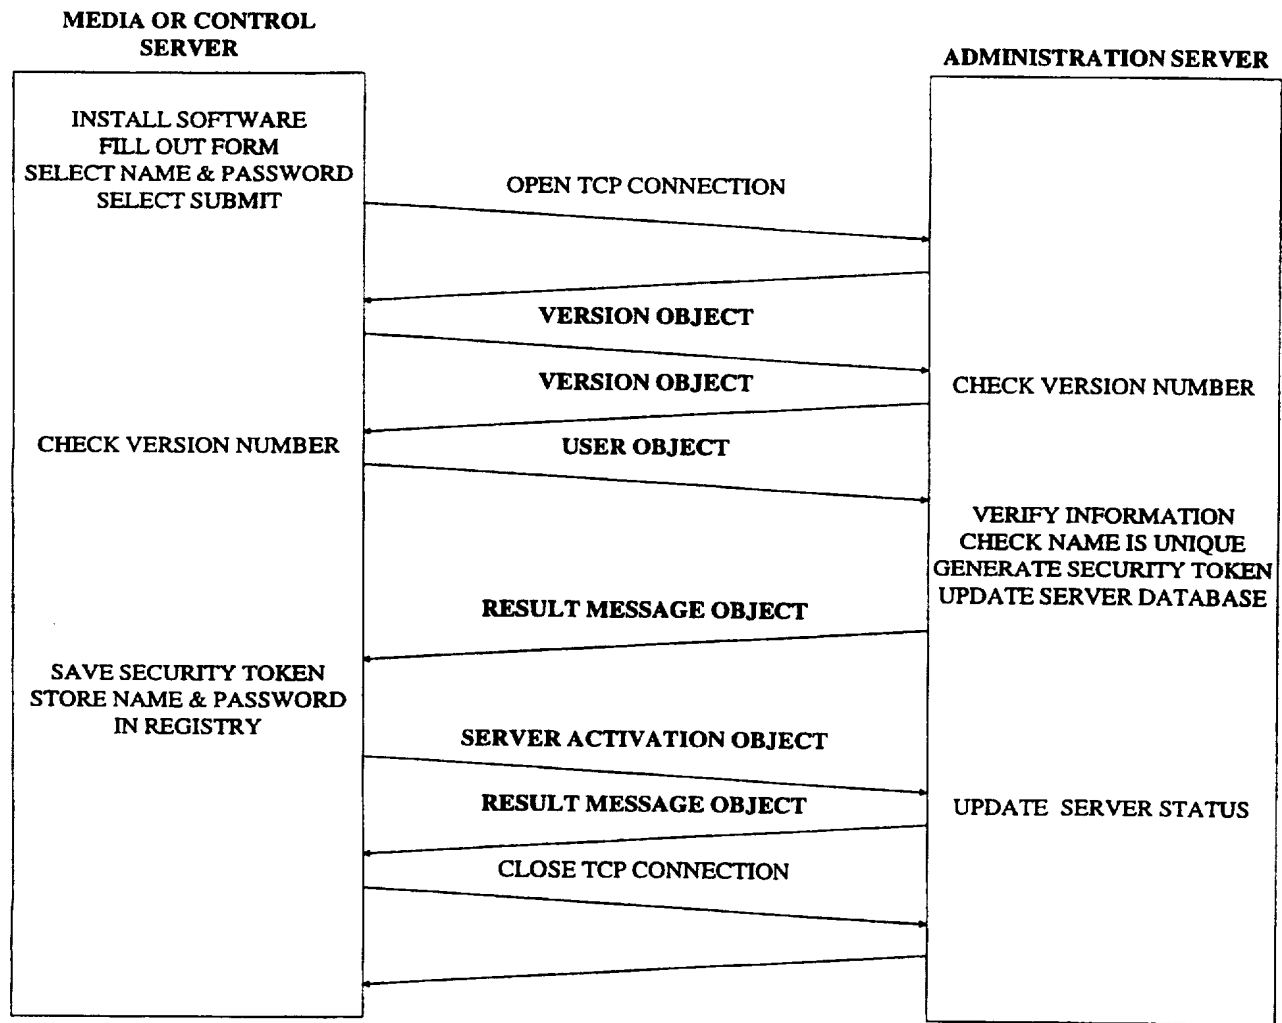 MEDIA OR CONTROL
SERVER
ADMINISTRATION SERVER
INSTALL SOFTWARE
FILL OUT FORM
SELECT NAME & PASSWORD
SELECT SUBMIT
OPEN TCP CONNECTION
VERSION OBJECT
VERSION OBJECT
CHECK VERSION NUMBER
CHECK VERSION NUMBER
USER OBJECT
VERIFY INFORMATION
CHECK NAME IS UNIQUE
GENERATE SECURITY TOKEN
UPDATE SERVER DATABASE
RESULT MESSAGE OBJECT
SAVE SECURITY TOKEN
STORE NAME & PASSWORD
IN REGISTRY
SERVER ACTIVATION OBJECT
RESULT MESSAGE OBJECT
UPDATE SERVER STATUS
CLOSE TCP CONNECTION